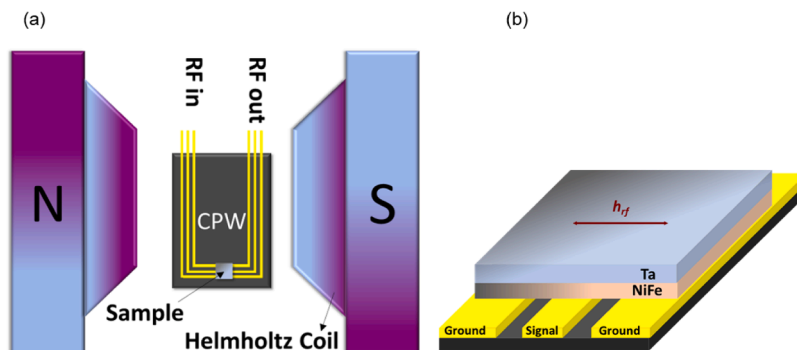 (a)
(b)
RF in
RF out
N
CPW
S
Sample
Helmholtz Coil
h_rf
Ta
NiFe
Ground
Signal
Ground